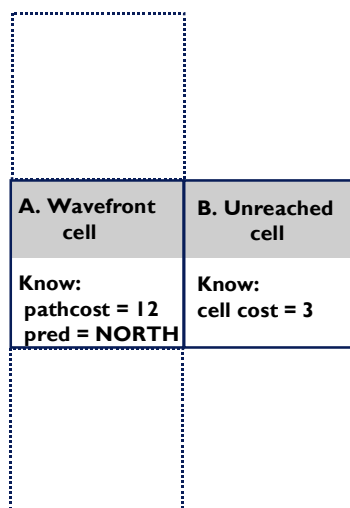 A. Wavefront
cell
Know:
pathcost = 12
pred = NORTH
B. Unreached
cell
Know:
cell cost = 3